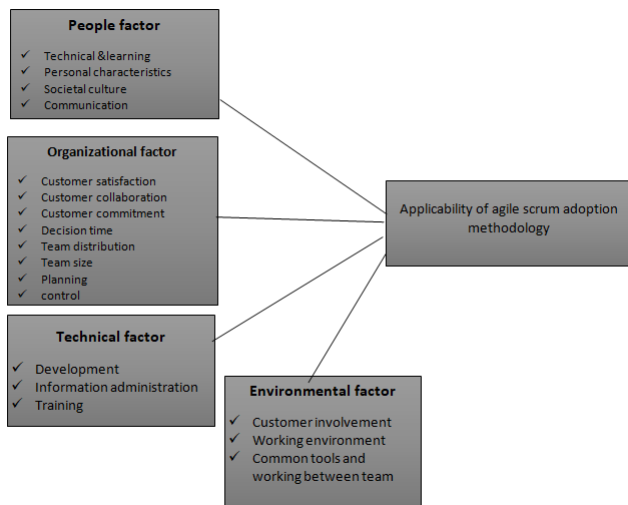 People factor
✓ Technical &learning
✓ Personal characteristics
✓ Societal culture
✓ Communication
Organizational factor
✓ Customer satisfaction
✓ Customer collaboration
✓ Customer commitment
✓ Decision time
✓ Team distribution
✓ Team size
✓ Planning
✓ control
Applicability of agile scrum adoption
methodology
Technical factor
✓ Development
✓ Information administration
✓ Training
Environmental factor
✓ Customer involvement
✓ Working environment
✓ Common tools and
working between team